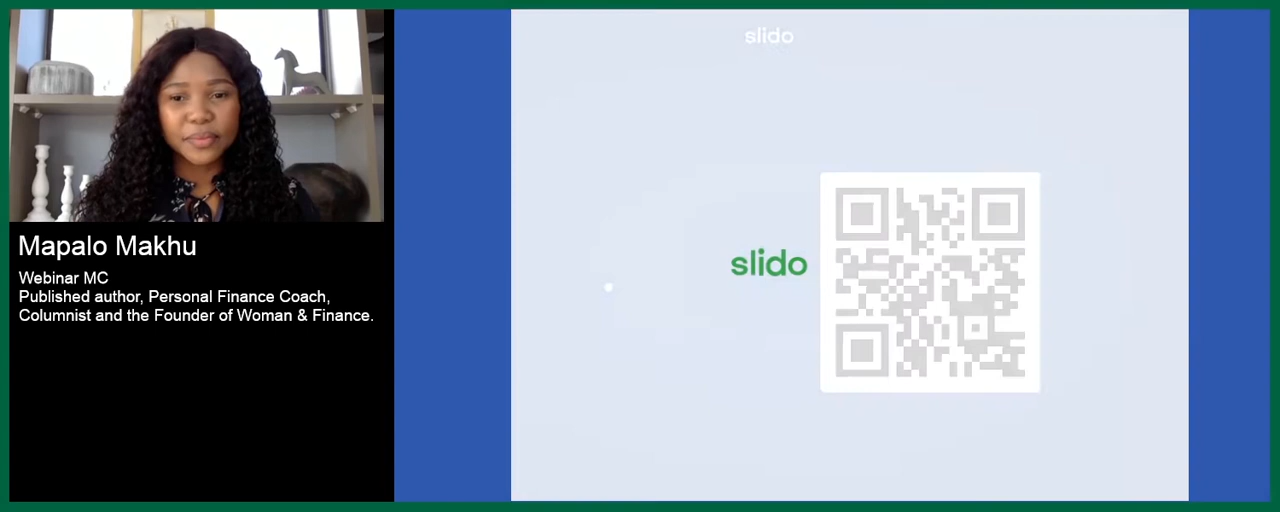 Mapalo Makhu
Webinar MC
Published author, Personal Finance Coach,
Columnist and the Founder of Woman & Finance.
slido
slido